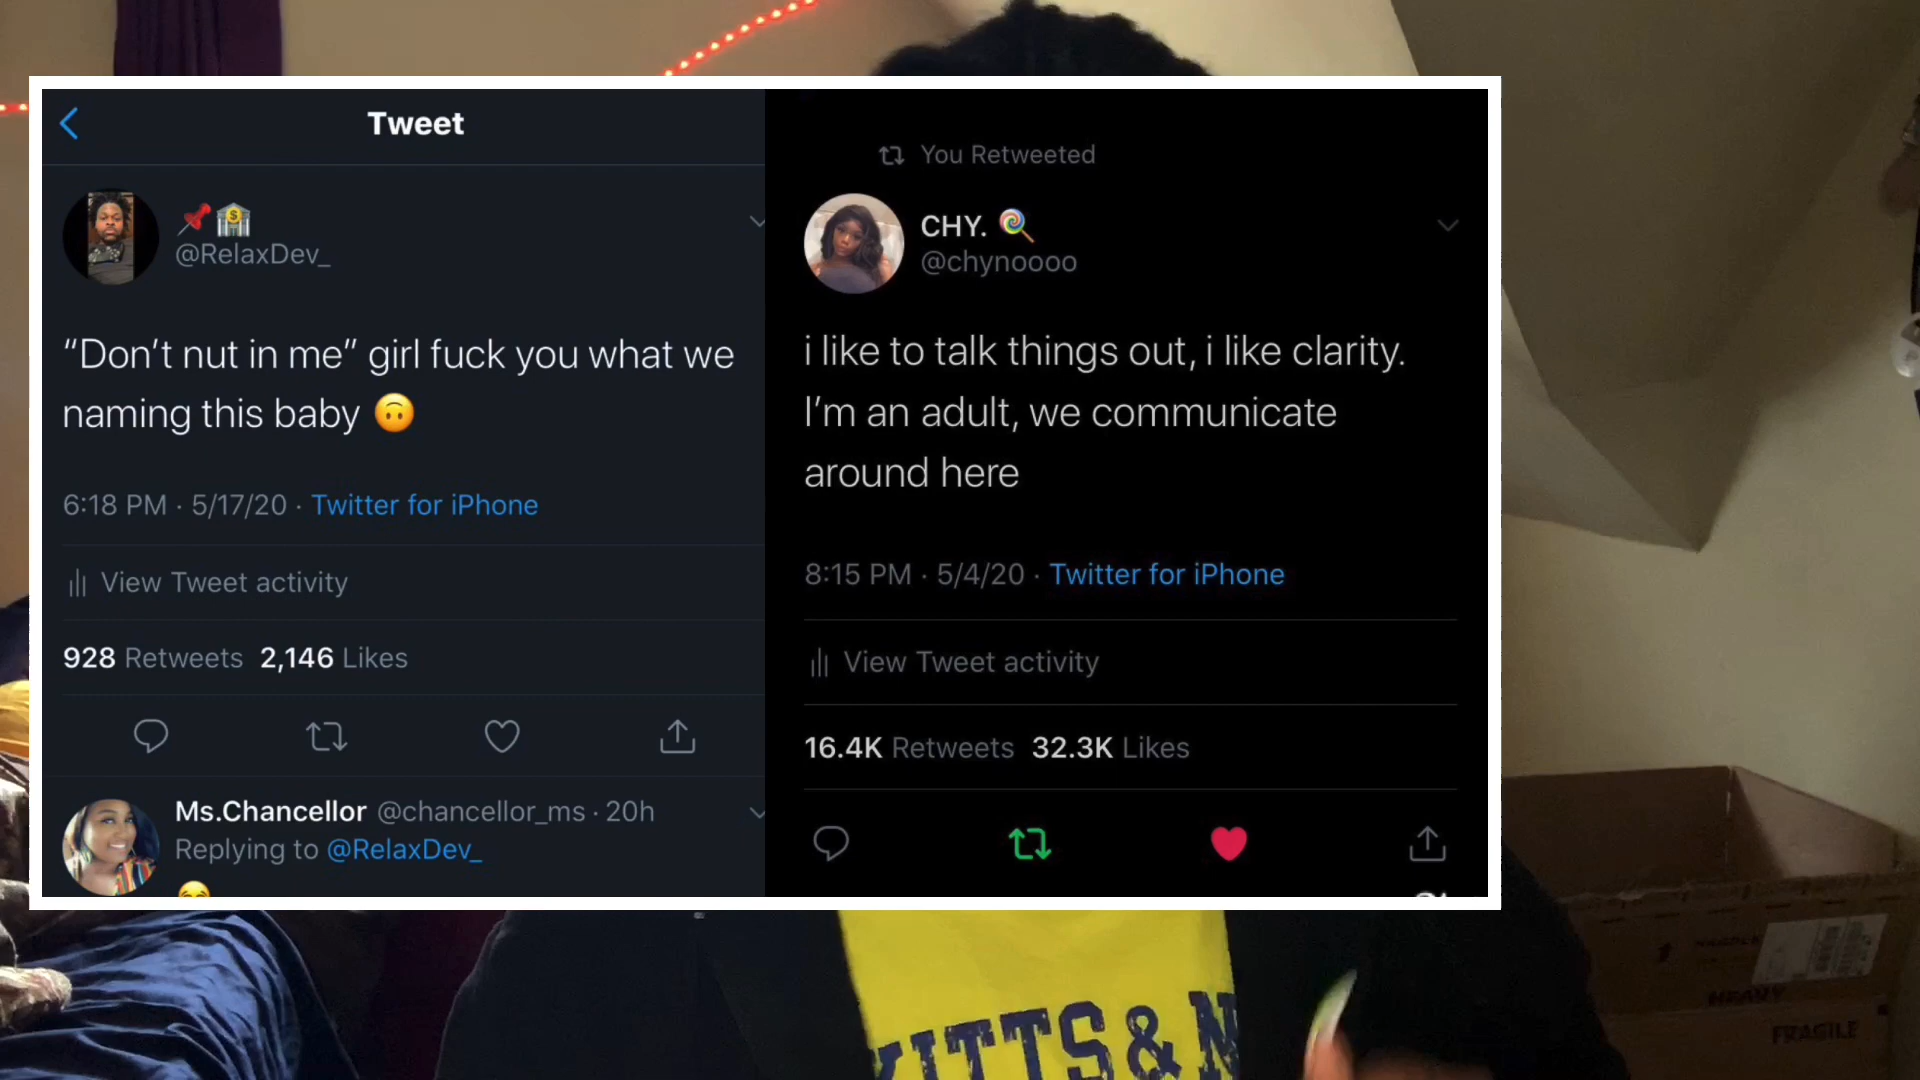 Tweet
@RelaxDev_
“Don’t nut in me” girl fuck you what we
naming this baby 🙃
6:18 PM · 5/17/20 · Twitter for iPhone
View Tweet activity
928 Retweets 2,146 Likes
Ms.Chancellor @chancellor_ms · 20h
Replying to @RelaxDev_
You Retweeted
CHY. 🍭
@chynoooo
i like to talk things out, i like clarity.
I’m an adult, we communicate
around here
8:15 PM · 5/4/20 · Twitter for iPhone
View Tweet activity
16.4K Retweets 32.3K Likes
KITTS & N
HEAVY
FRAGILE